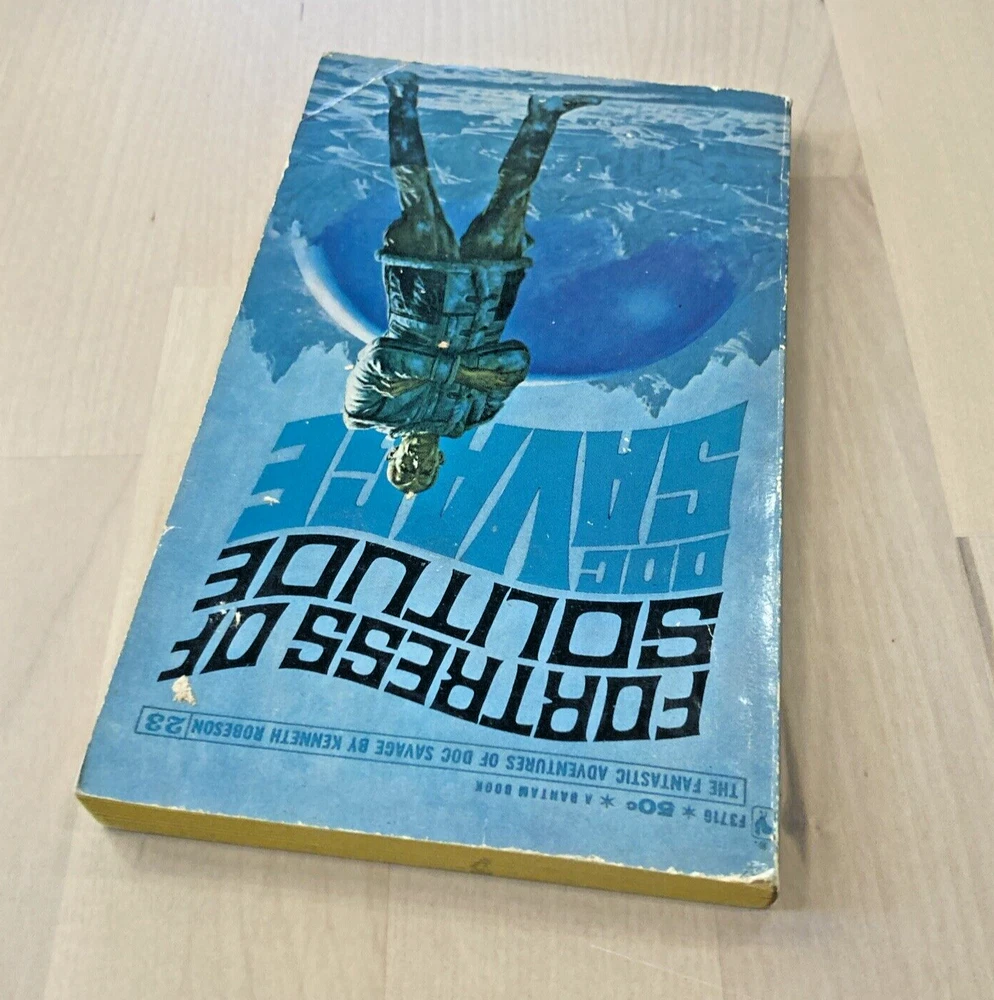 F3716 * 50¢ * A BANTAM BOOK
THE FANTASTIC ADVENTURES OF DOC SAVAGE BY KENNETH ROBESON 23
FORTRESS OF
SOLITUDE
DOC
SAVAGE